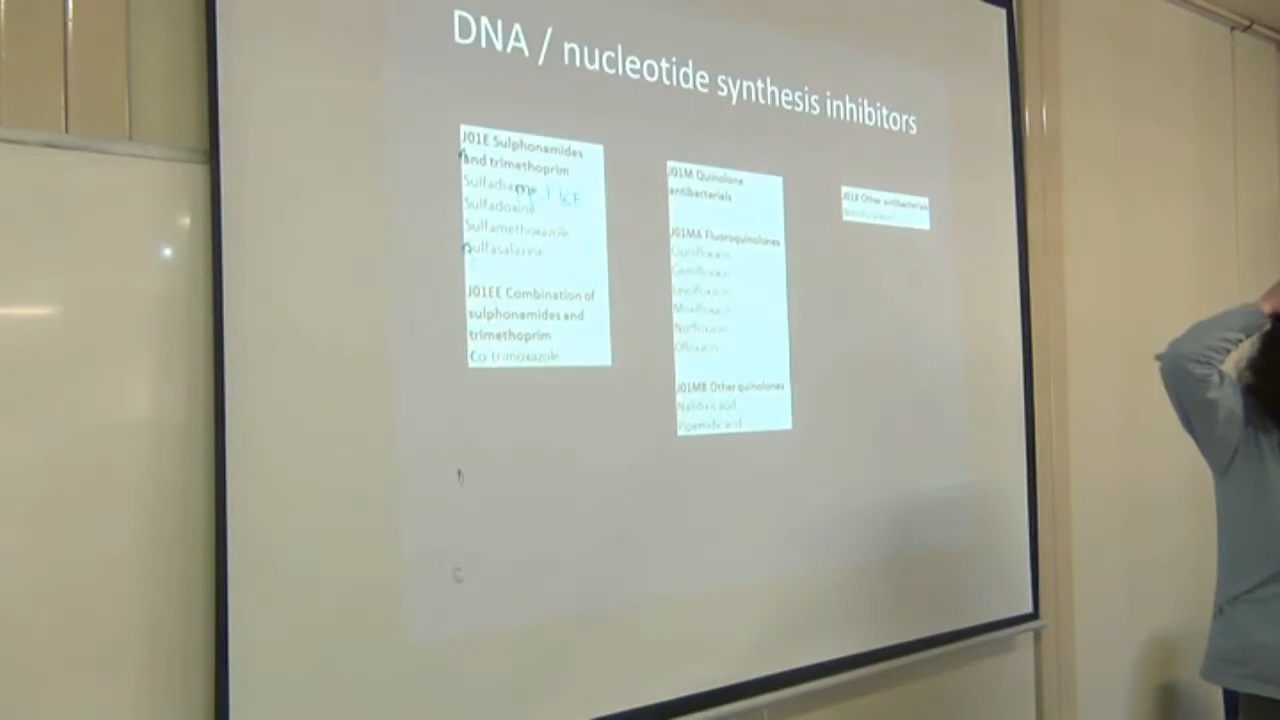 DNA / nucleotide synthesis inhibitors
J01E Sulphonamides
and trimethoprim
Sulfadiazine
Sulfadoxine
Sulfamethoxazole
Sulfasalazine
J01EE Combination of
sulphonamides and
trimethoprim
Co trimoxazole
J01M Quinolone
antibacterials
J01MA Fluoroquinolones
Ciprofloxacin
Gemifloxacin
Levofloxacin
Moxifloxacin
Norfloxacin
Ofloxacin
J01MB Other quinolones
Nalidixic acid
Pipemidic acid
J01X Other antibacterials